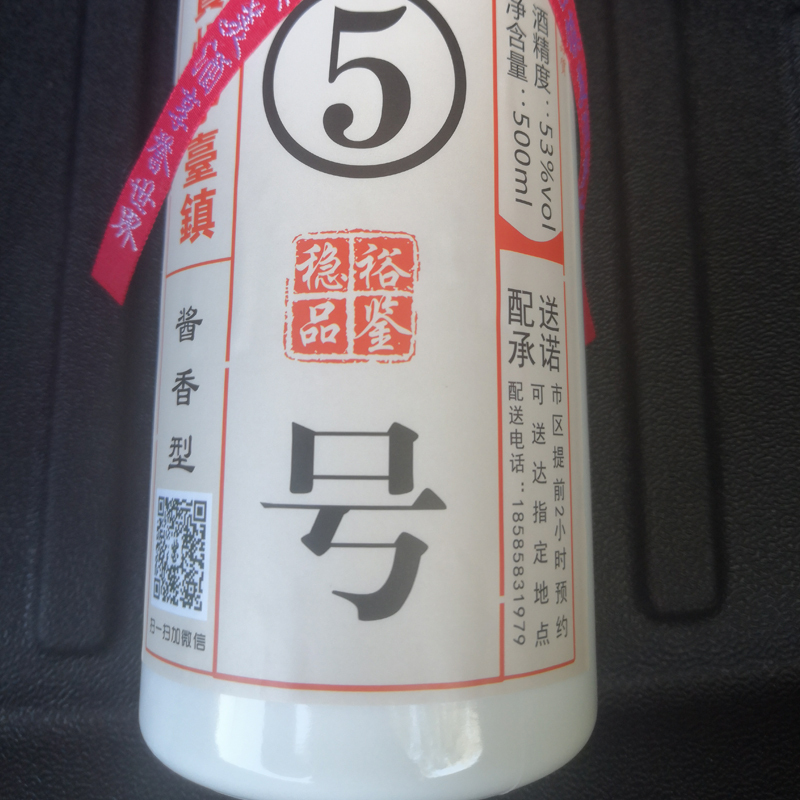 ⑤
裕鉴
稳品
号
臺鎮
酱香型
扫一扫加微信
酒精度：53%vol
净含量：500ml
配送承诺
市区提前2小时预约
可送达指定地点
配送电话：18585831979